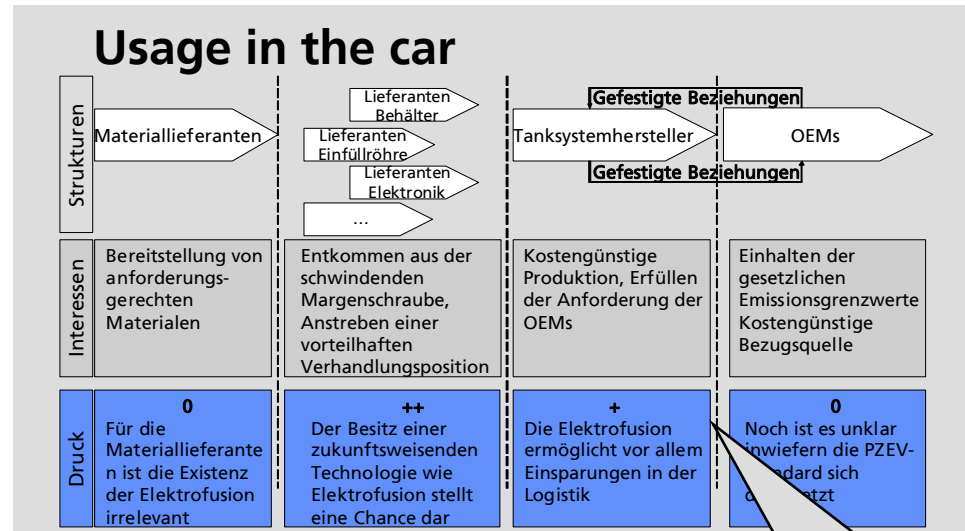 Usage in the car
Strukturen
Materiallieferanten
Lieferanten
Behälter
Lieferanten
Einfüllröhre
Lieferanten
Elektronik
...
Gefestigte Beziehungen
Tanksystemhersteller
OEMs
Gefestigte Beziehungen
Interessen
Bereitstellung von
anforderungs-
gerechten
Materialen
Entkommen aus der
schwindenden
Margenschraube,
Anstreben einer
vorteilhaften
Verhandlungsposition
Kostengünstige
Produktion, Erfüllen
der Anforderung der
OEMs
Einhalten der
gesetzlichen
Emissionsgrenzwerte
Kostengünstige
Bezugsquelle
Druck
0
Für die
Materiallieferante
n ist die Existenz
der Elektrofusion
irrelevant
++
Der Besitz einer
zukunftsweisenden
Technologie wie
Elektrofusion stellt
eine Chance dar
+
Die Elektrofusion
ermöglicht vor allem
Einsparungen in der
Logistik
0
Noch ist es unklar
inwiefern die PZEV-
sich